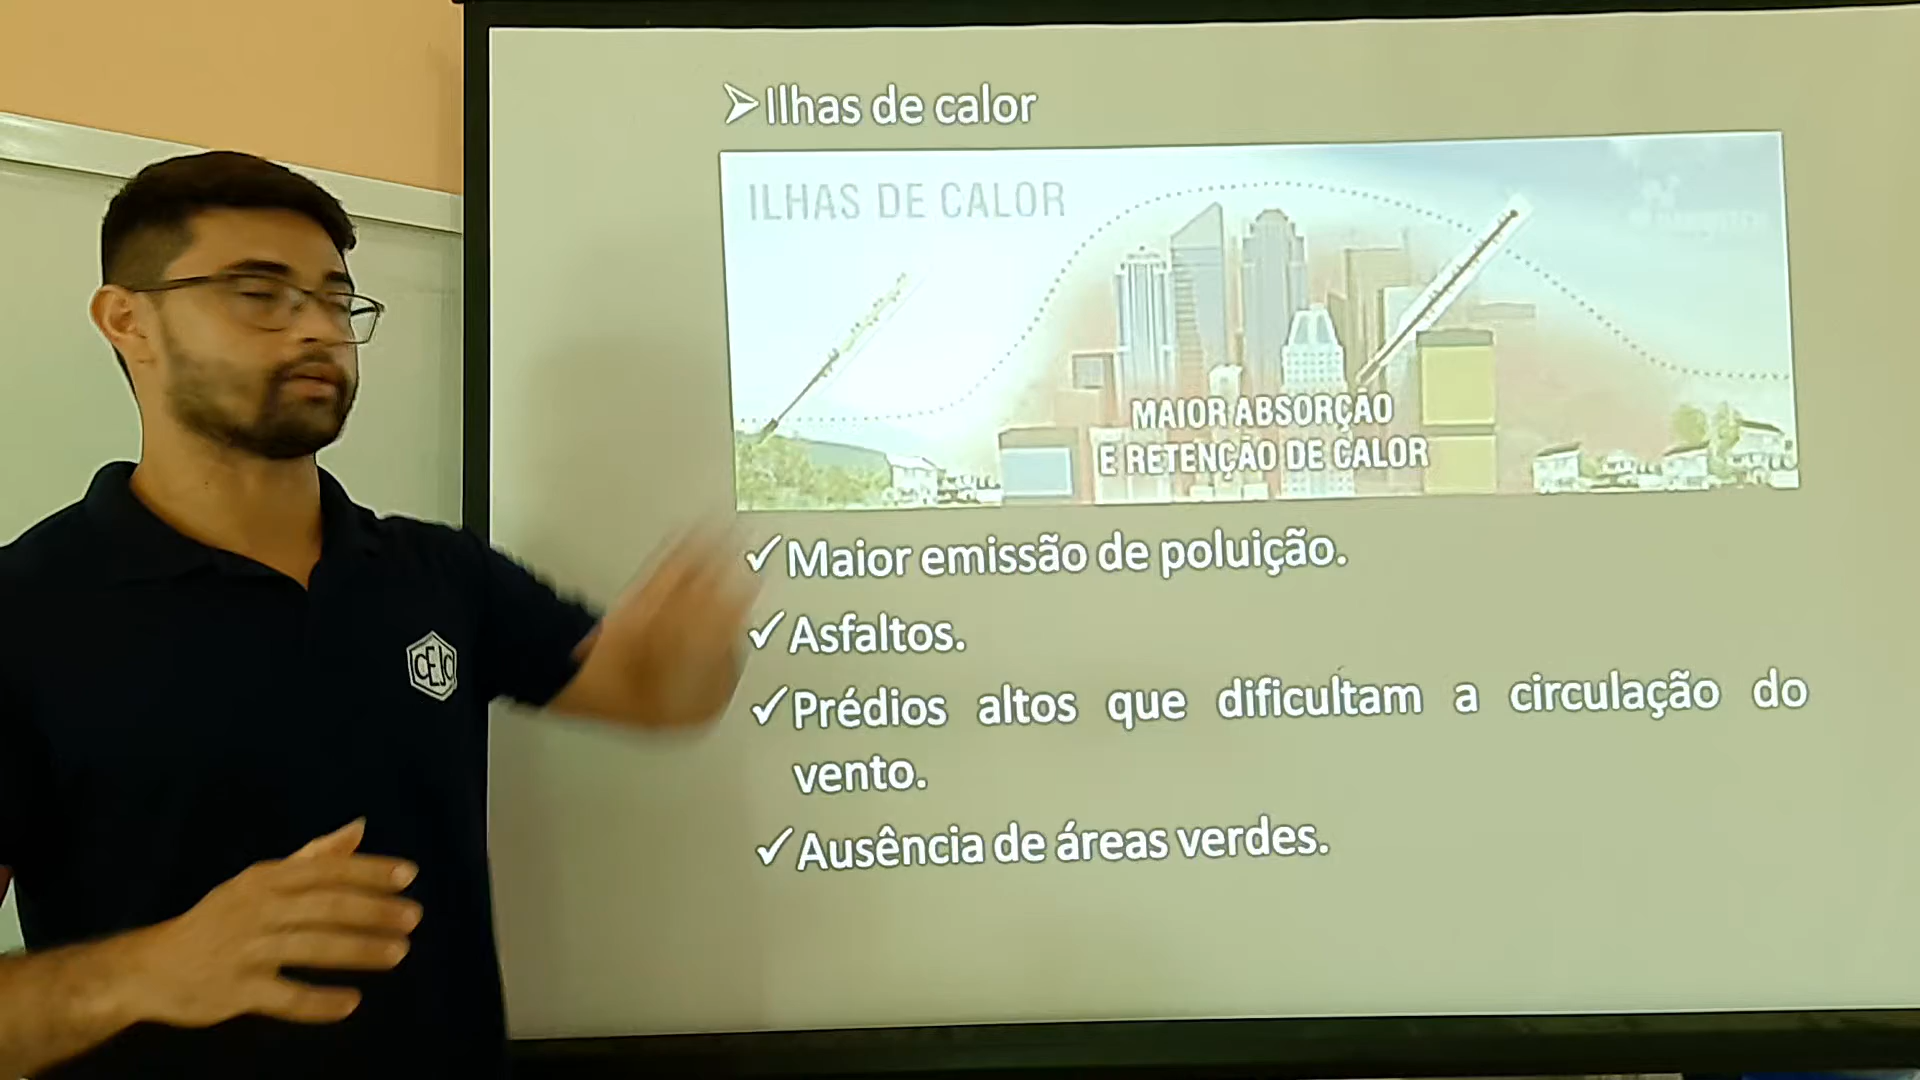 ➢Ilhas de calor
ILHAS DE CALOR
MAIOR ABSORÇÃO
E RETENÇÃO DE CALOR
✓Maior emissão de poluição.
✓Asfaltos.
✓Prédios altos que dificultam a circulação do
vento.
✓Ausência de áreas verdes.
CEJC